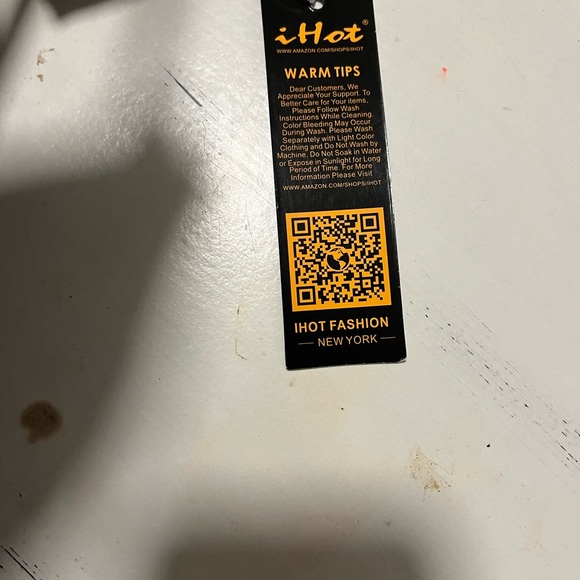 iHot®
WWW.AMAZON.COM/SHOPS/IHOT
WARM TIPS
Dear Customers, We
Appreciate Your Support. To
Better Care for Your items,
Please Follow Wash
Instructions While Cleaning.
Color Bleeding May Occur
During Wash. Please Wash
Separately with Light Color
Clothing and Do Not Wash by
Machine, Do Not Soak in Water
or Expose in Sunlight for Long
Period of Time. For More
Information Please Visit
WWW.AMAZON.COM/SHOPS/IHOT
IHOT FASHION
NEW YORK